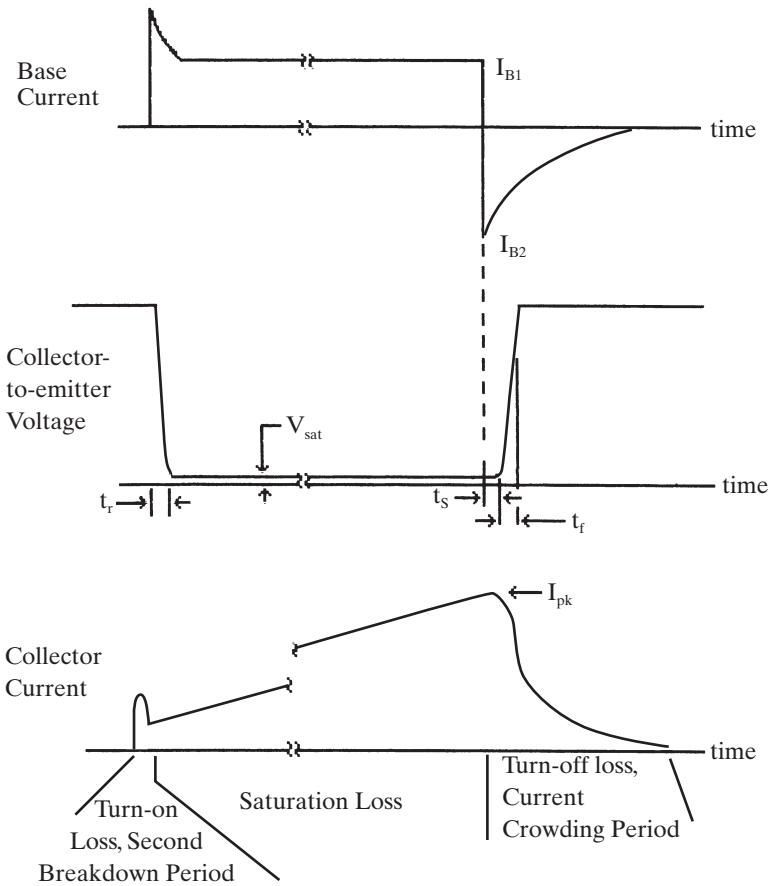 Base
Current
I_B1
time
I_B2
Collector-
to-emitter
Voltage
V_sat
time
t_r
t_S
t_f
I_pk
Collector
Current
time
Turn-on
Loss, Second
Breakdown Period
Saturation Loss
Turn-off loss,
Current
Crowding Period